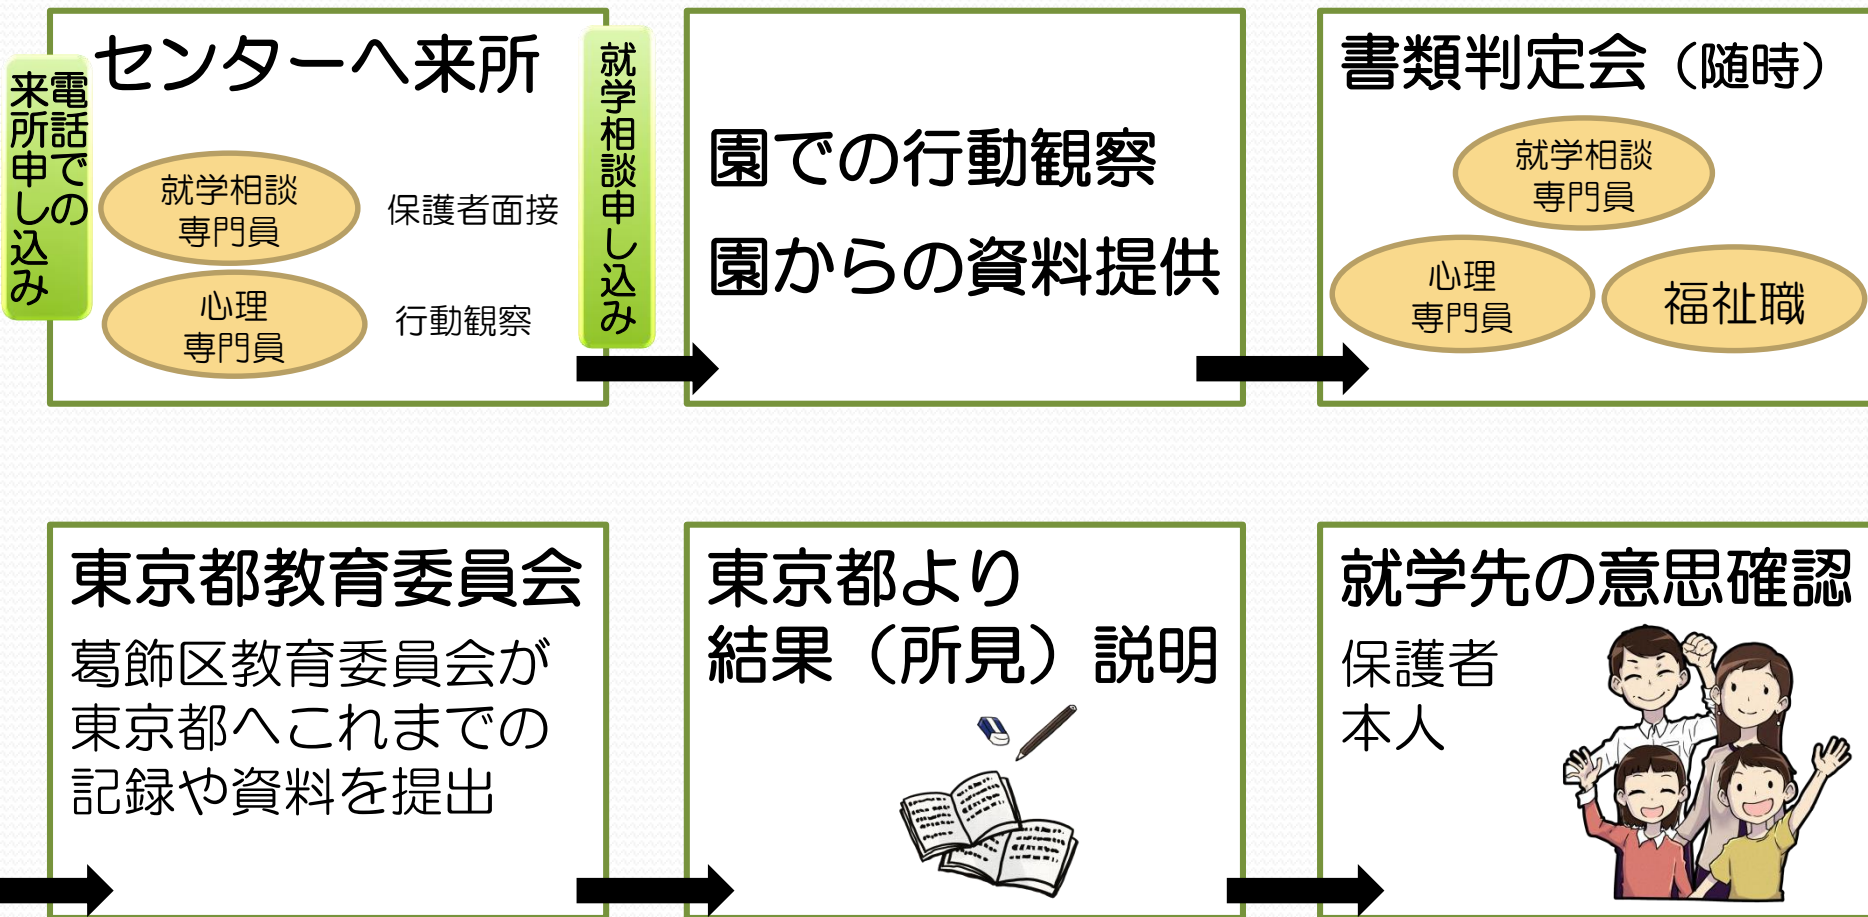 電話での
来所申し込み
センターへ来所
就学相談
専門員
保護者面接
心理
専門員
行動観察
就学相談申し込み
園での行動観察
園からの資料提供
書類判定会（随時）
就学相談
専門員
心理
専門員
福祉職
東京都教育委員会
葛飾区教育委員会が
東京都へこれまでの
記録や資料を提出
東京都より
結果（所見）説明
就学先の意思確認
保護者
本人